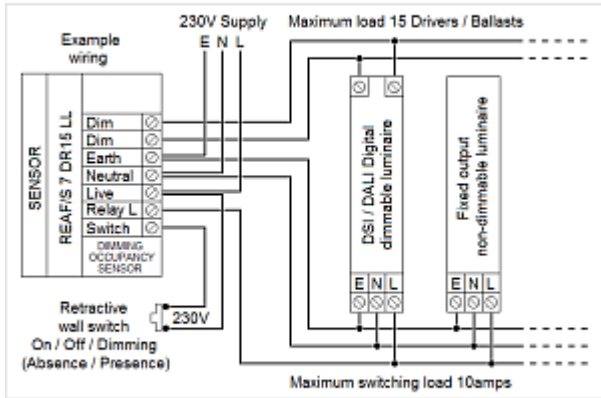 230V Supply
E N L
Maximum load 15 Drivers / Ballasts
Example
wiring
SENSOR
REAF/S 7 DR15 LL
Dim
Dim
Earth
Neutral
Live
Relay L
Switch
DIMMING
OCCUPANCY
SENSOR
DSI / DALI Digital
dimmable luminaire
E N L
Fixed output
non-dimmable luminaire
E N L
Retractive
wall switch
On / Off / Dimming
(Absence / Presence)
230V
Maximum switching load 10amps